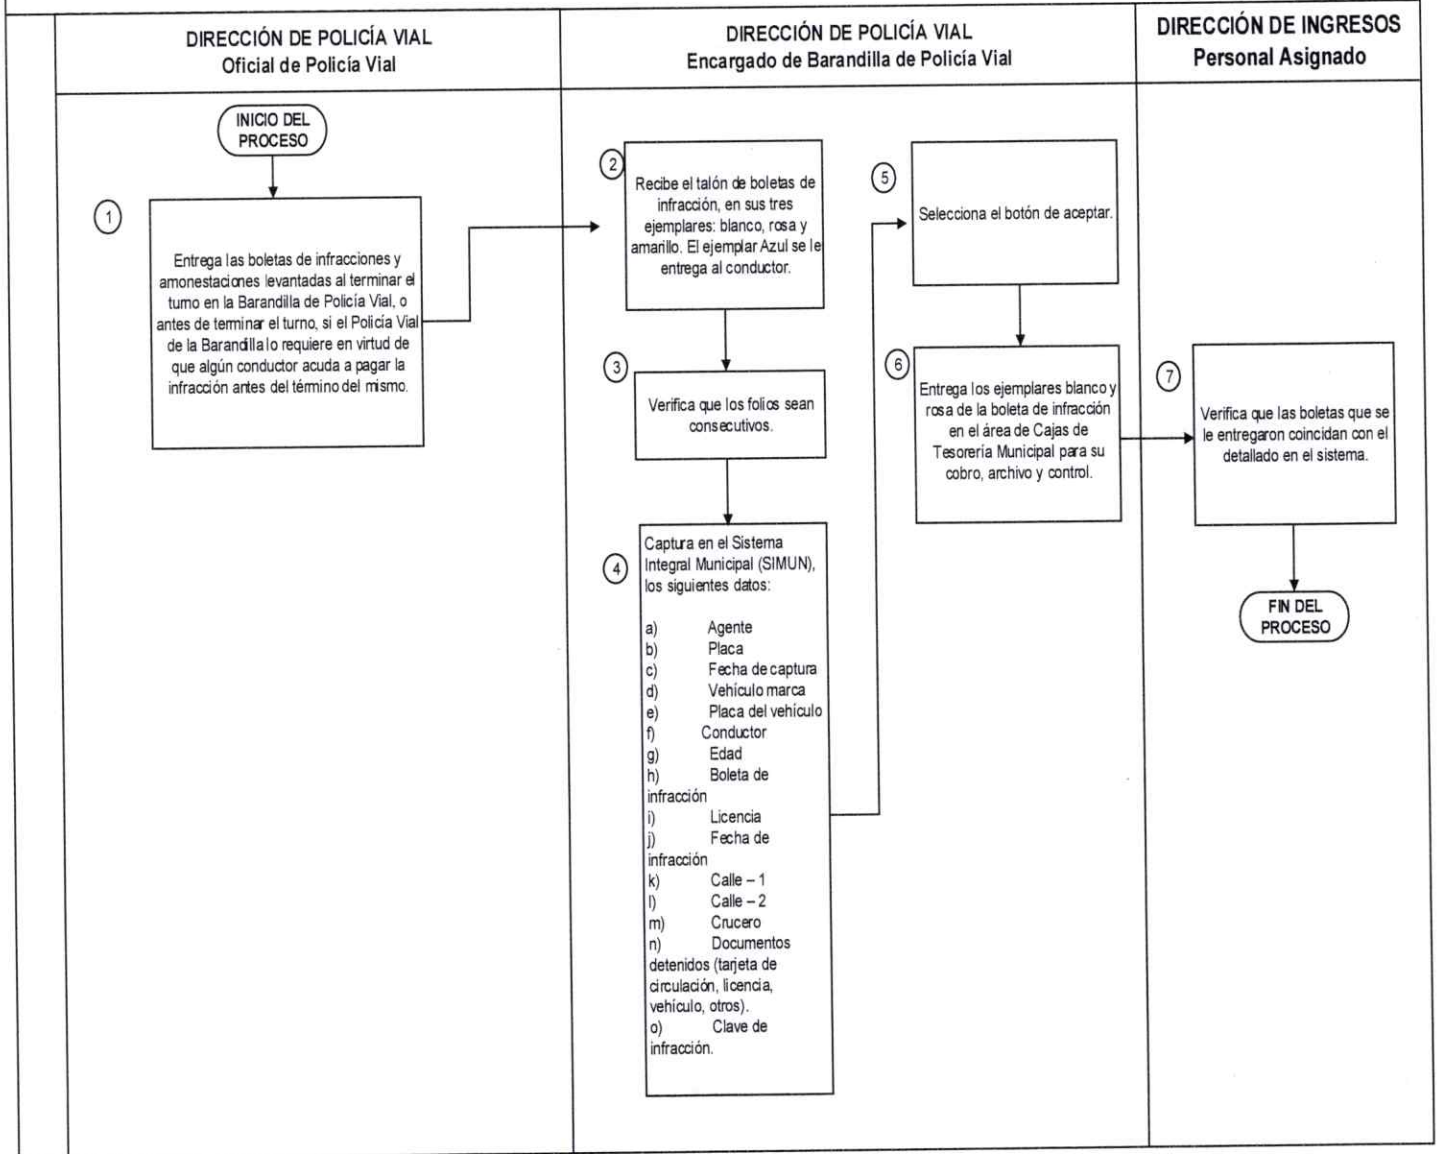 DIRECCIÓN DE POLICÍA VIAL
Oficial de Policía Vial
DIRECCIÓN DE POLICÍA VIAL
Encargado de Barandilla de Policía Vial
DIRECCIÓN DE INGRESOS
Personal Asignado
INICIO DEL
PROCESO
1
Entrega las boletas de infracciones y
amonestaciones levantadas al terminar el
turno en la Barandilla de Policía Vial, o
antes de terminar el turno, si el Policía Vial
de la Barandilla lo requiere en virtud de
que algún conductor acuda a pagar la
infracción antes del término del mismo.
2
Recibe el talón de boletas de
infracción, en sus tres
ejemplares: blanco, rosa y
amarillo. El ejemplar Azul se le
entrega al conductor.
3
Verifica que los folios sean
consecutivos.
4
Captura en el Sistema
Integral Municipal (SIMUN),
los siguientes datos:
a) Agente
b) Placa
c) Fecha de captura
d) Vehículo marca
e) Placa del vehículo
f) Conductor
g) Edad
h) Boleta de
infracción
i) Licencia
j) Fecha de
infracción
k) Calle – 1
l) Calle – 2
m) Crucero
n) Documentos
detenidos (tarjeta de
circulación, licencia,
vehículo, otros).
o) Clave de
infracción.
5
Selecciona el botón de aceptar.
6
Entrega los ejemplares blanco y
rosa de la boleta de infracción
en el área de Cajas de
Tesorería Municipal para su
cobro, archivo y control.
7
Verifica que las boletas que se
le entregaron coincidan con el
detallado en el sistema.
FIN DEL
PROCESO